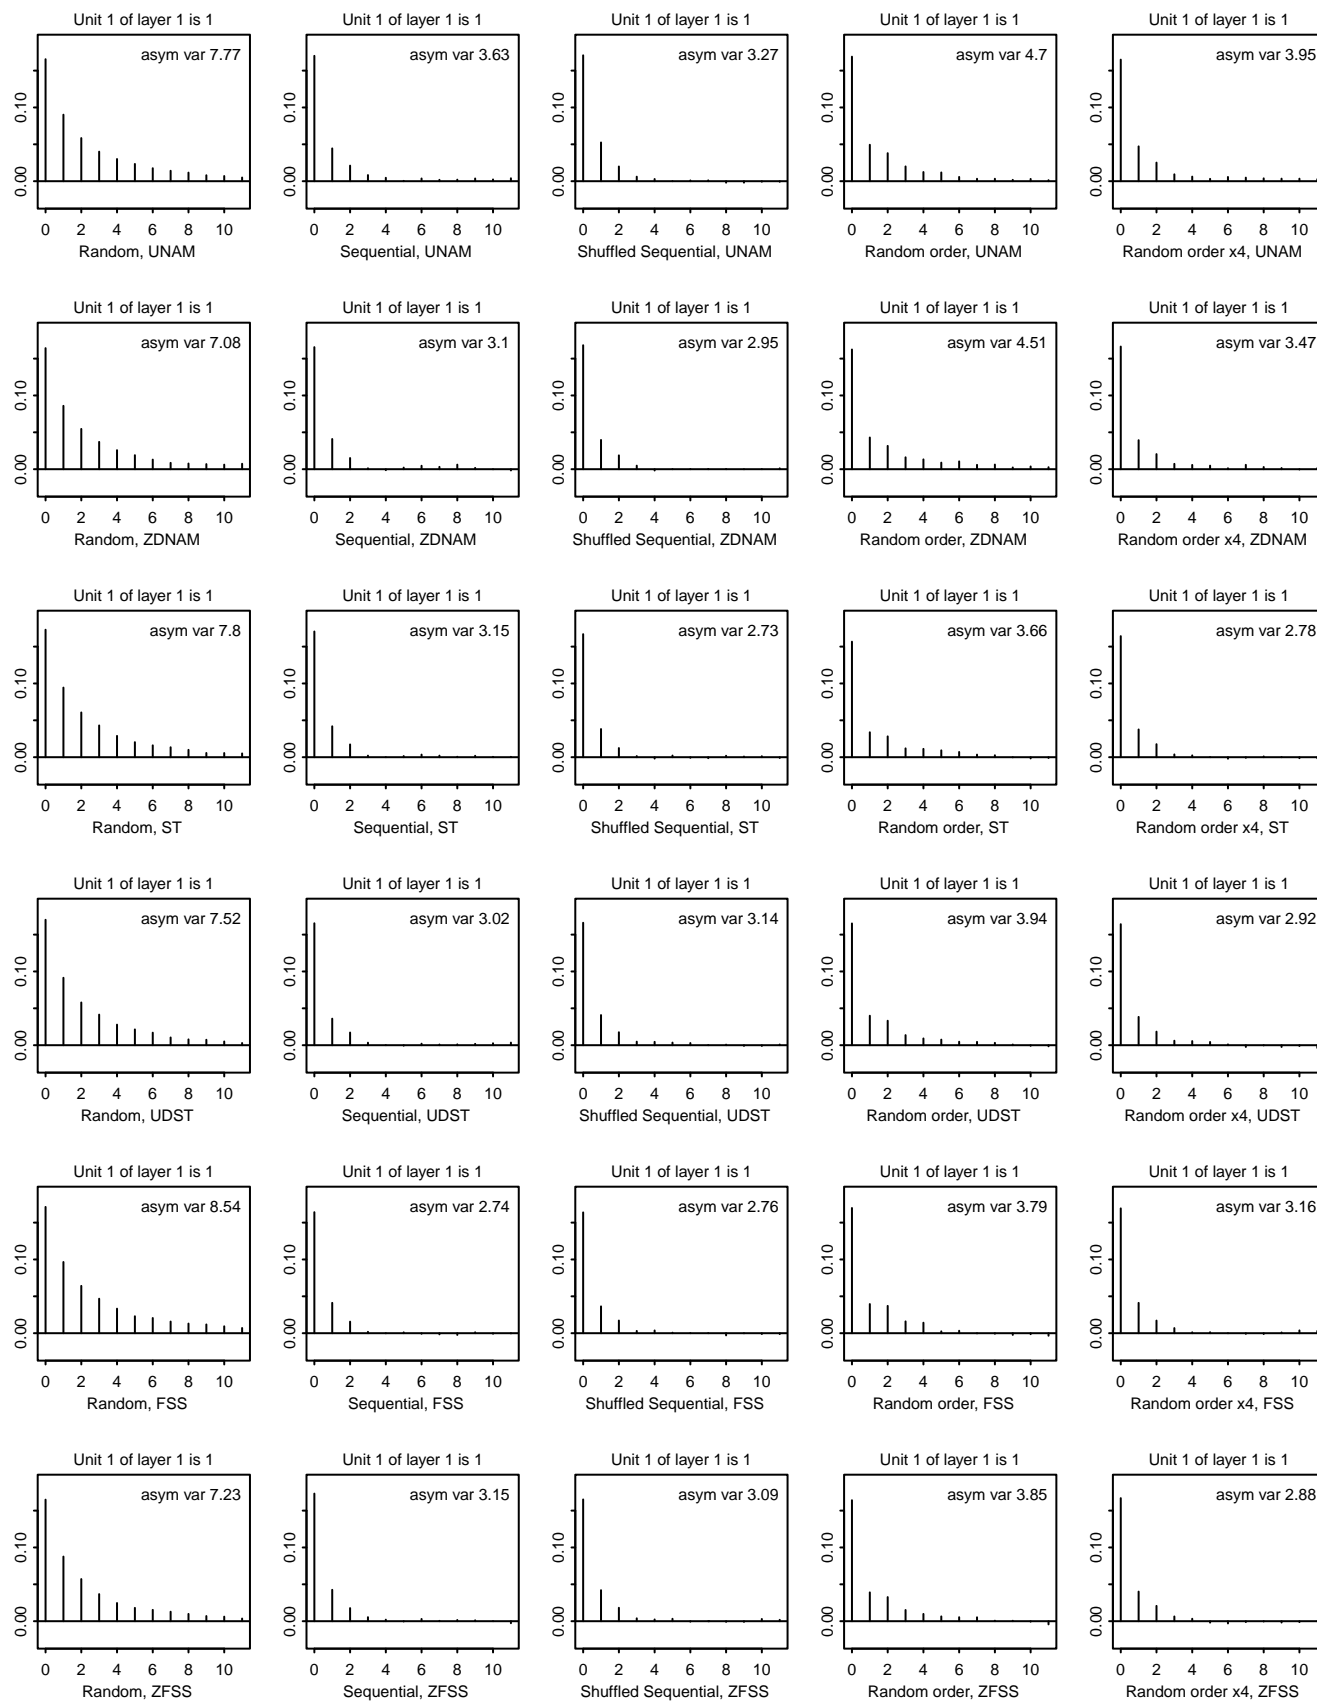 Unit 1 of layer 1 is 1 Unit 1 of layer 1 is 1 Unit 1 of layer 1 is 1 Unit 1 of layer 1 is 1 Unit 1 of layer 1 is 1
asym var 7.77 asym var 3.63 asym var 3.27 asym var 4.7 asym var 3.95
0.10 0.10 0.10 0.10 0.10
0.00 0.00 0.00 0.00 0.00
0 2 4 6 8 10 0 2 4 6 8 10 0 2 4 6 8 10 0 2 4 6 8 10 0 2 4 6 8 10
Random, UNAM Sequential, UNAM Shuffled Sequential, UNAM Random order, UNAM Random order x4, UNAM
Unit 1 of layer 1 is 1 Unit 1 of layer 1 is 1 Unit 1 of layer 1 is 1 Unit 1 of layer 1 is 1 Unit 1 of layer 1 is 1
asym var 7.08 asym var 3.1 asym var 2.95 asym var 4.51 asym var 3.47
0.10 0.10 0.10 0.10 0.10
0.00 0.00 0.00 0.00 0.00
0 2 4 6 8 10 0 2 4 6 8 10 0 2 4 6 8 10 0 2 4 6 8 10 0 2 4 6 8 10
Random, ZDNAM Sequential, ZDNAM Shuffled Sequential, ZDNAM Random order, ZDNAM Random order x4, ZDNAM
Unit 1 of layer 1 is 1 Unit 1 of layer 1 is 1 Unit 1 of layer 1 is 1 Unit 1 of layer 1 is 1 Unit 1 of layer 1 is 1
asym var 7.8 asym var 3.15 asym var 2.73 asym var 3.66 asym var 2.78
0.10 0.10 0.10 0.10 0.10
0.00 0.00 0.00 0.00 0.00
0 2 4 6 8 10 0 2 4 6 8 10 0 2 4 6 8 10 0 2 4 6 8 10 0 2 4 6 8 10
Random, ST Sequential, ST Shuffled Sequential, ST Random order, ST Random order x4, ST
Unit 1 of layer 1 is 1 Unit 1 of layer 1 is 1 Unit 1 of layer 1 is 1 Unit 1 of layer 1 is 1 Unit 1 of layer 1 is 1
asym var 7.52 asym var 3.02 asym var 3.14 asym var 3.94 asym var 2.92
0.10 0.10 0.10 0.10 0.10
0.00 0.00 0.00 0.00 0.00
0 2 4 6 8 10 0 2 4 6 8 10 0 2 4 6 8 10 0 2 4 6 8 10 0 2 4 6 8 10
Random, UDST Sequential, UDST Shuffled Sequential, UDST Random order, UDST Random order x4, UDST
Unit 1 of layer 1 is 1 Unit 1 of layer 1 is 1 Unit 1 of layer 1 is 1 Unit 1 of layer 1 is 1 Unit 1 of layer 1 is 1
asym var 8.54 asym var 2.74 asym var 2.76 asym var 3.79 asym var 3.16
0.10 0.10 0.10 0.10 0.10
0.00 0.00 0.00 0.00 0.00
0 2 4 6 8 10 0 2 4 6 8 10 0 2 4 6 8 10 0 2 4 6 8 10 0 2 4 6 8 10
Random, FSS Sequential, FSS Shuffled Sequential, FSS Random order, FSS Random order x4, FSS
Unit 1 of layer 1 is 1 Unit 1 of layer 1 is 1 Unit 1 of layer 1 is 1 Unit 1 of layer 1 is 1 Unit 1 of layer 1 is 1
asym var 7.23 asym var 3.15 asym var 3.09 asym var 3.85 asym var 2.88
0.10 0.10 0.10 0.10 0.10
0.00 0.00 0.00 0.00 0.00
0 2 4 6 8 10 0 2 4 6 8 10 0 2 4 6 8 10 0 2 4 6 8 10 0 2 4 6 8 10
Random, ZFSS Sequential, ZFSS Shuffled Sequential, ZFSS Random order, ZFSS Random order x4, ZFSS